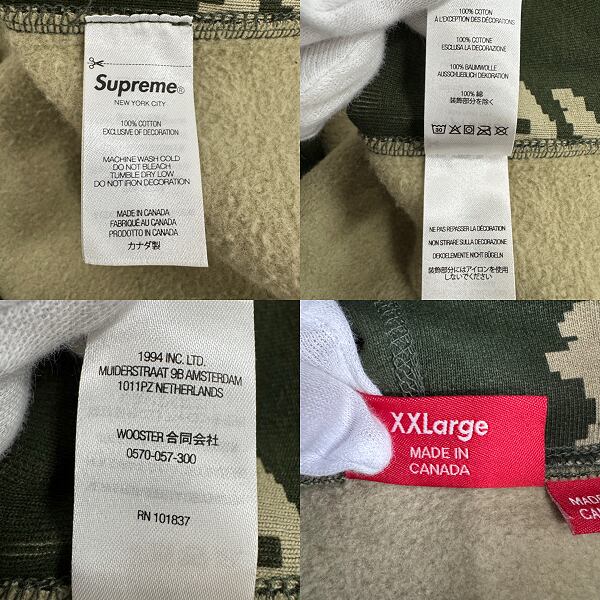 Supreme®
NEW YORK CITY
100% COTTON
EXCLUSIVE OF DECORATION
MACHINE WASH COLD
DO NOT BLEACH
TUMBLE DRY LOW
DO NOT IRON DECORATION
MADE IN CANADA
FABRIQUÉ AU CANADA
PRODOTTO IN CANADA
カナダ製
100% COTON
À L'EXCEPTION DES DÉCORATIONS
100% COTONE
ESCLUSA LA DECORAZIONE
100% BAUMWOLLE
AUSSCHLIEBLICH DEKORATION
100% 綿
装飾部分を除く
30
NE PAS REPASSER LA DÉCORATION
NON STIRARE SULLA DECORAZIONE
DEKOELEMENTE NICHT BÜGELN
装飾部分にはアイロンを使用
しないでください
1994 INC. LTD.
MUIDERSTRAAT 9B AMSTERDAM
1011PZ NETHERLANDS
WOOSTER 合同会社
0570-057-300
RN 101837
XXLarge
MADE IN
CANADA
MADE
CA